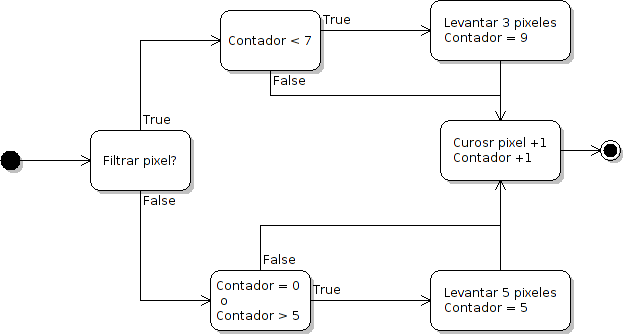 Contador < 7
True
Levantar 3 pixeles
Contador = 9
False
True
Filtrar pixel?
False
Curosr pixel +1
Contador +1
False
Contador = 0
o
Contador > 5
True
Levantar 5 pixeles
Contador = 5